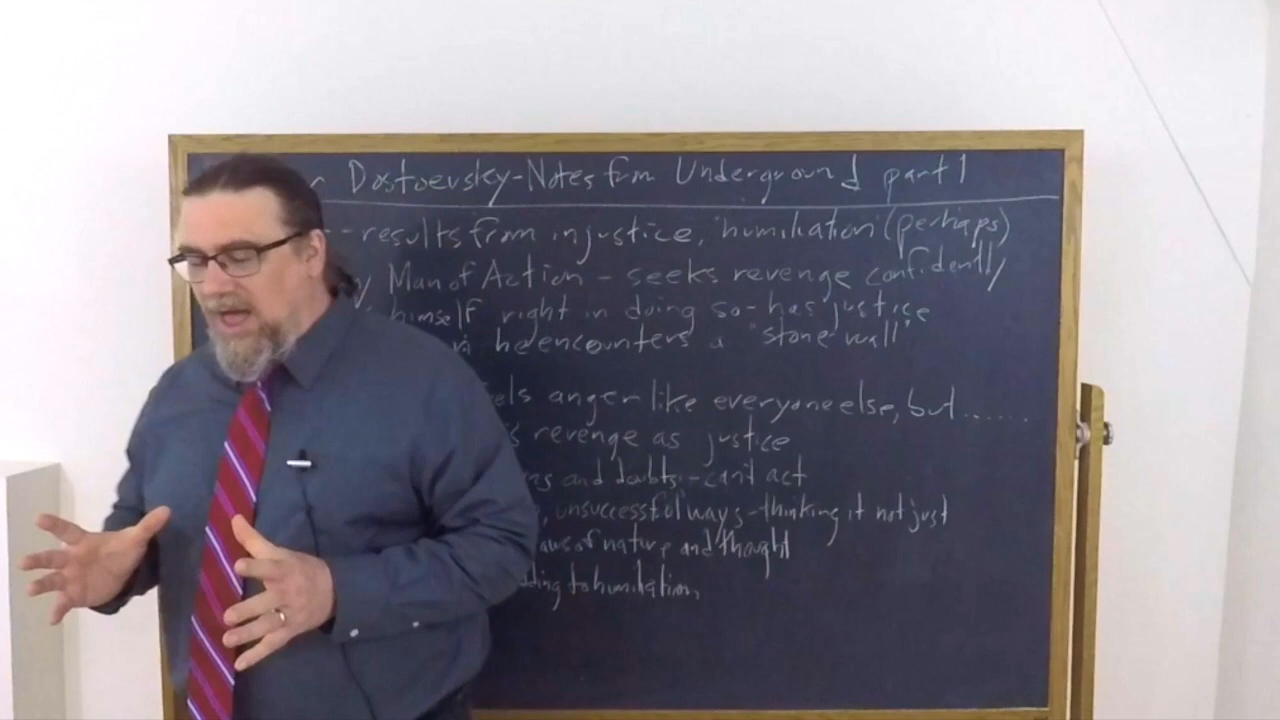 Dostoevsky-Notes from Underground part 1
--results from injustice, humiliation (perhaps)
Man of Action - seeks revenge confidently
himself right in doing so - has justice
he encounters a "stone wall"
anger like everyone else, but.......
revenge as justice
and doubts - can't act
unsuccessful ways - thinking it not just
of nature and thought
to humiliation,